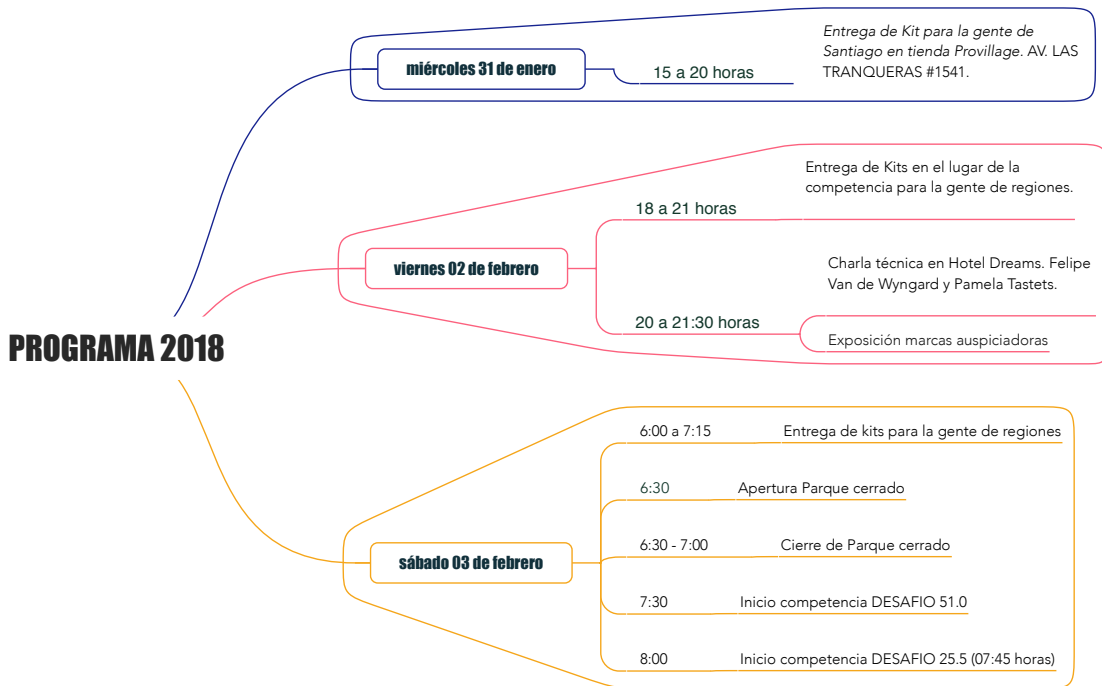 PROGRAMA 2018
miércoles 31 de enero
15 a 20 horas
Entrega de Kit para la gente de
Santiago en tienda Provillage. AV. LAS
TRANQUERAS #1541.
viernes 02 de febrero
18 a 21 horas
Entrega de Kits en el lugar de la
competencia para la gente de regiones.
20 a 21:30 horas
Charla técnica en Hotel Dreams. Felipe
Van de Wyngard y Pamela Tastets.
Exposición marcas auspiciadoras
sábado 03 de febrero
6:00 a 7:15 Entrega de kits para la gente de regiones
6:30 Apertura Parque cerrado
6:30 - 7:00 Cierre de Parque cerrado
7:30 Inicio competencia DESAFIO 51.0
8:00 Inicio competencia DESAFIO 25.5 (07:45 horas)